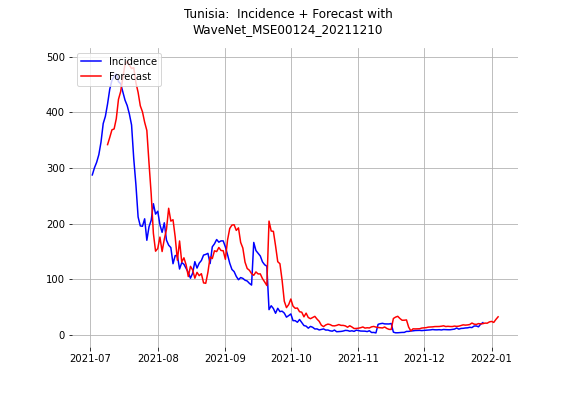 Tunisia:  Incidence + Forecast with
WaveNet_MSE00124_20211210
Incidence
Forecast
500
400
300
200
100
0
2021-07 2021-08 2021-09 2021-10 2021-11 2021-12 2022-01